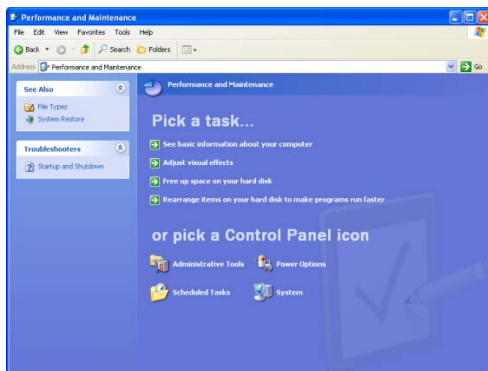 Performance and Maintenance
File Edit View Favorites Tools Help
Back Search Folders
Address Performance and Maintenance Go
See Also
File Types
System Restore
Troubleshooters
Startup and Shutdown
Performance and Maintenance
Pick a task...
See basic information about your computer
Adjust visual effects
Free up space on your hard disk
Rearrange items on your hard disk to make programs run faster
or pick a Control Panel icon
Administrative Tools Power Options
Scheduled Tasks System